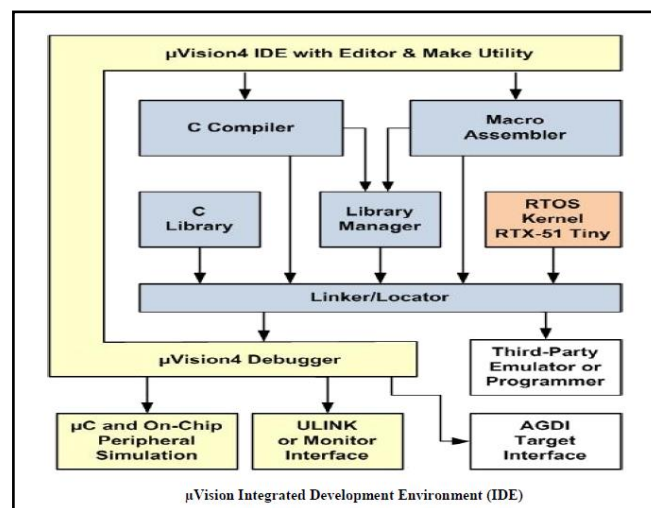 µVision4 IDE with Editor & Make Utility
C Compiler
Macro
Assembler
C
Library
Library
Manager
RTOS
Kernel
RTX-51 Tiny
Linker/Locator
µVision4 Debugger
Third-Party
Emulator or
Programmer
µC and On-Chip
Peripheral
Simulation
ULINK
or Monitor
Interface
AGDI
Target
Interface
µVision Integrated Development Environment (IDE)